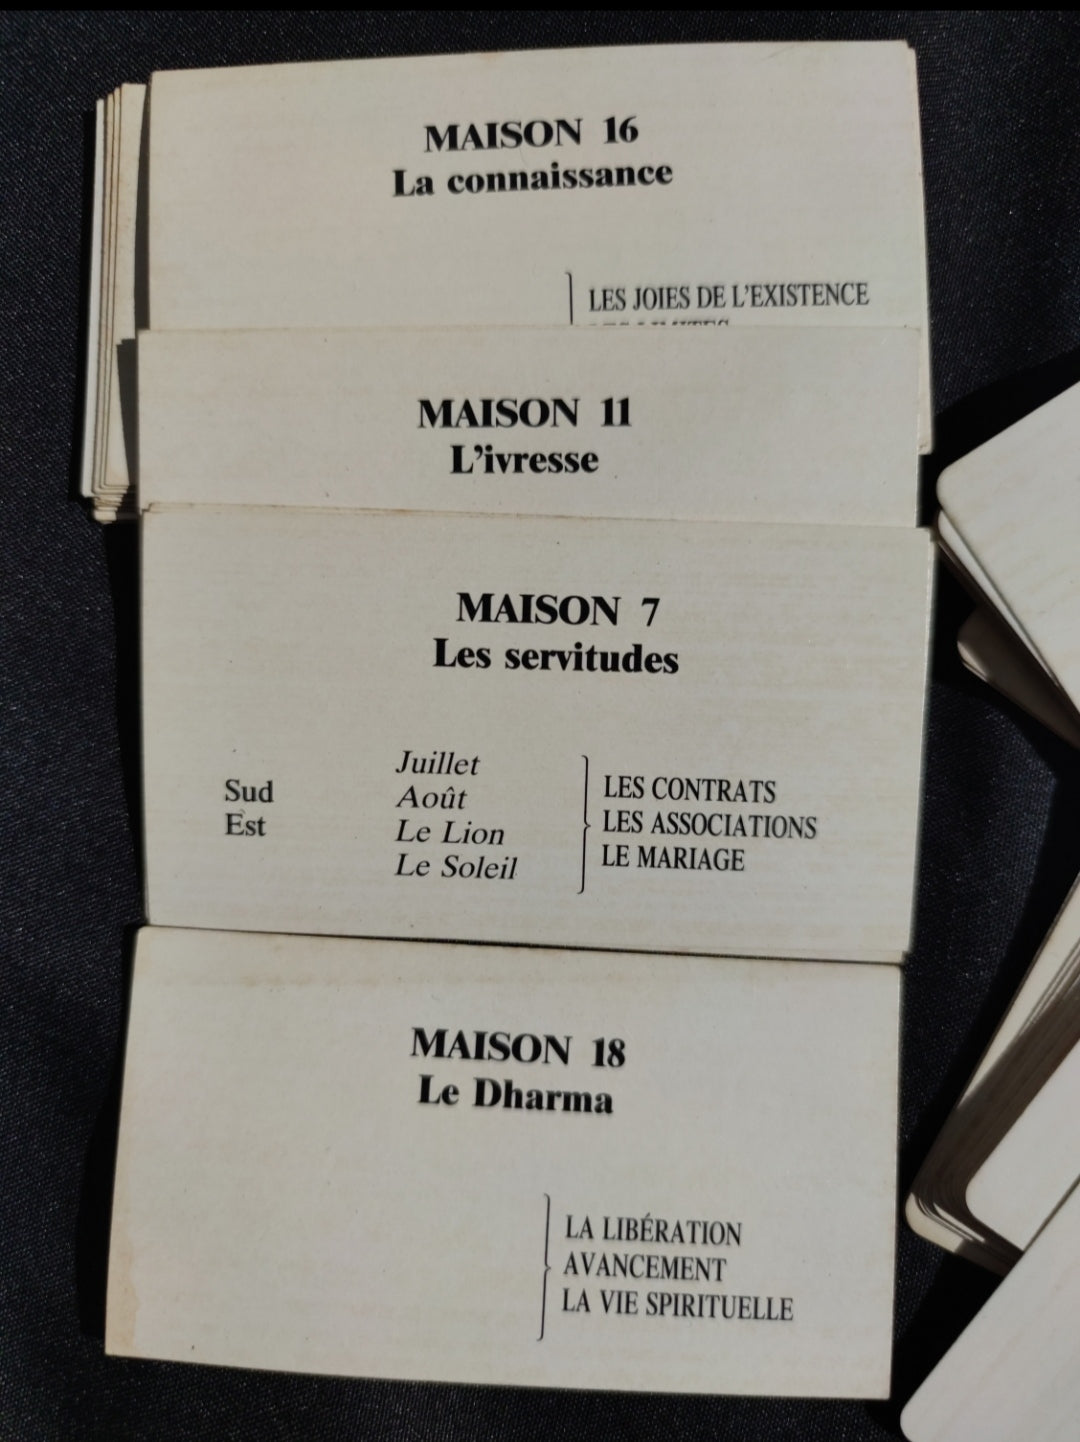 MAISON 16
La connaissance
LES JOIES DE L'EXISTENCE
MAISON 11
L'ivresse
MAISON 7
Les servitudes
Sud
Est
Juillet
Août
Le Lion
Le Soleil
LES CONTRATS
LES ASSOCIATIONS
LE MARIAGE
MAISON 18
Le Dharma
LA LIBÉRATION
AVANCEMENT
LA VIE SPIRITUELLE